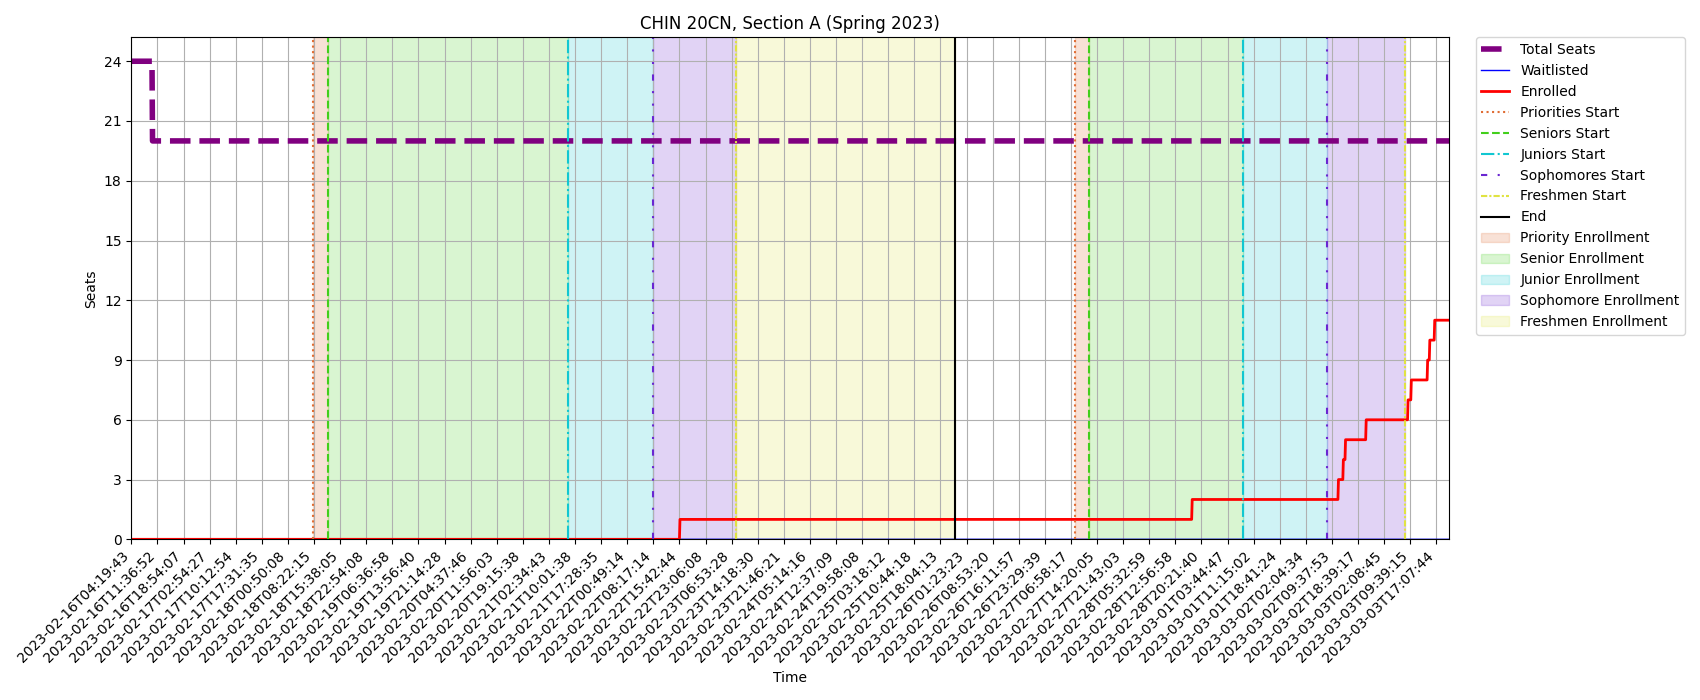 CHIN 20CN, Section A (Spring 2023)
Seats
24
21
18
15
12
9
6
3
0
Total Seats
Waitlisted
Enrolled
Priorities Start
Seniors Start
Juniors Start
Sophomores Start
Freshmen Start
End
Priority Enrollment
Senior Enrollment
Junior Enrollment
Sophomore Enrollment
Freshmen Enrollment
2023-02-16T04:19:43
2023-02-16T11:36:52
2023-02-16T18:54:07
2023-02-17T02:54:27
2023-02-17T10:12:54
2023-02-17T17:31:35
2023-02-18T00:50:08
2023-02-18T08:22:15
2023-02-18T15:38:05
2023-02-18T22:54:08
2023-02-19T06:36:58
2023-02-19T13:56:40
2023-02-19T21:14:28
2023-02-20T04:37:46
2023-02-20T11:56:03
2023-02-20T19:15:38
2023-02-21T02:34:43
2023-02-21T10:01:38
2023-02-21T17:28:35
2023-02-22T00:49:14
2023-02-22T08:17:14
2023-02-22T15:42:44
2023-02-22T23:06:08
2023-02-23T06:53:28
2023-02-23T14:18:30
2023-02-23T21:46:21
2023-02-24T05:14:16
2023-02-24T12:37:09
2023-02-24T19:58:08
2023-02-25T03:18:12
2023-02-25T10:44:18
2023-02-25T18:04:13
2023-02-26T01:23:23
2023-02-26T08:53:20
2023-02-26T16:11:57
2023-02-26T23:29:39
2023-02-27T06:58:17
2023-02-27T14:20:05
2023-02-27T21:43:03
2023-02-28T05:32:59
2023-02-28T12:56:58
2023-02-28T20:21:40
2023-03-01T03:44:47
2023-03-01T11:15:02
2023-03-01T18:41:24
2023-03-02T02:04:34
2023-03-02T09:37:53
2023-03-02T18:39:17
2023-03-03T02:08:45
2023-03-03T09:39:15
2023-03-03T17:07:44
Time